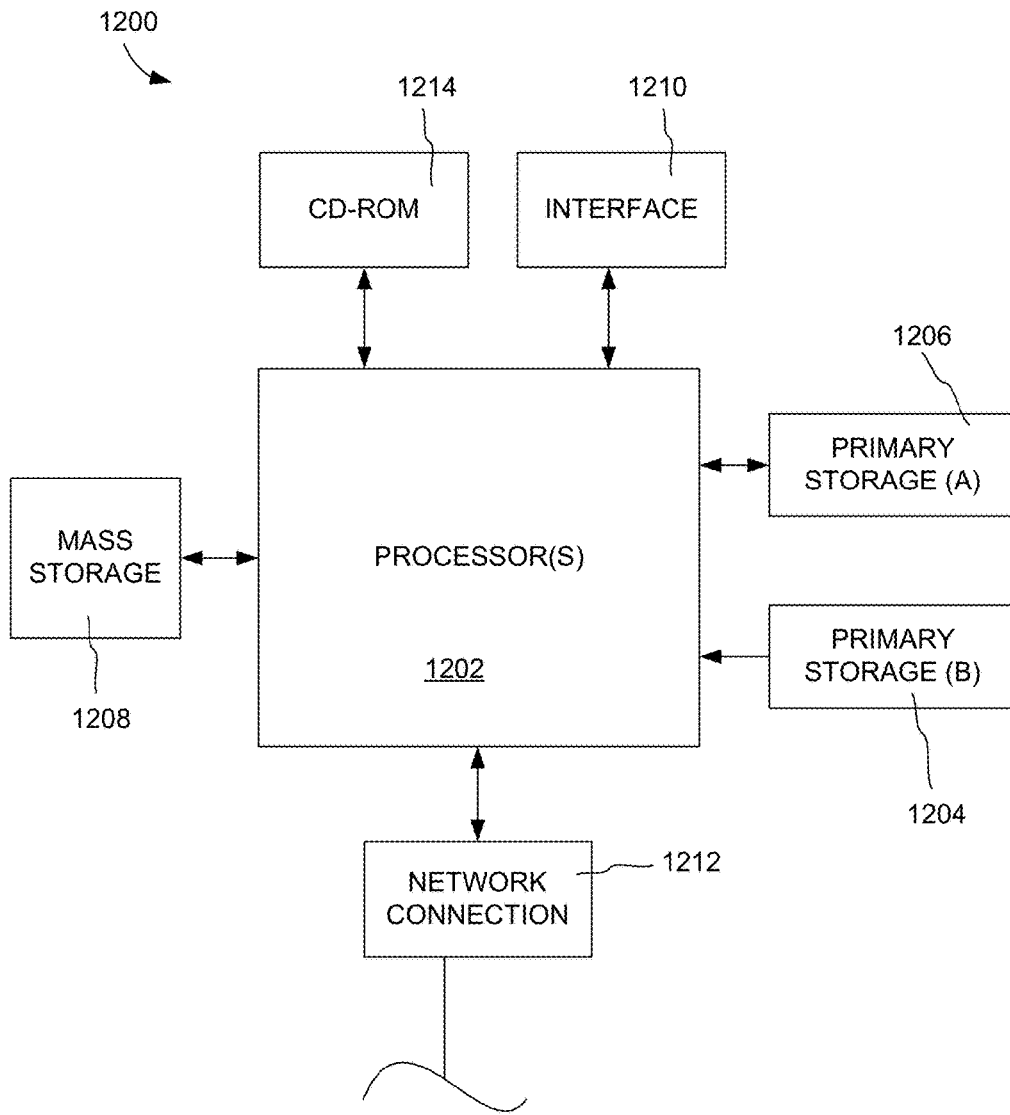 1200
1214
1210
CD-ROM
INTERFACE
1206
PRIMARY
STORAGE (A)
MASS
STORAGE
PROCESSOR(S)
PRIMARY
STORAGE (B)
1202
1208
1204
1212
NETWORK
CONNECTION